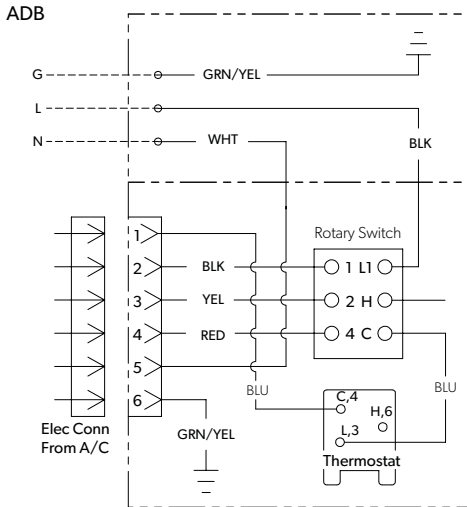 ADB
G
GRN/YEL
L
N
WHT
BLK
Rotary Switch
1
2
BLK
1 L1
3
YEL
2 H
4
RED
4 C
5
6
BLU
BLU
C,4
H,6
L,3
Elec Conn
From A/C
GRN/YEL
Thermostat